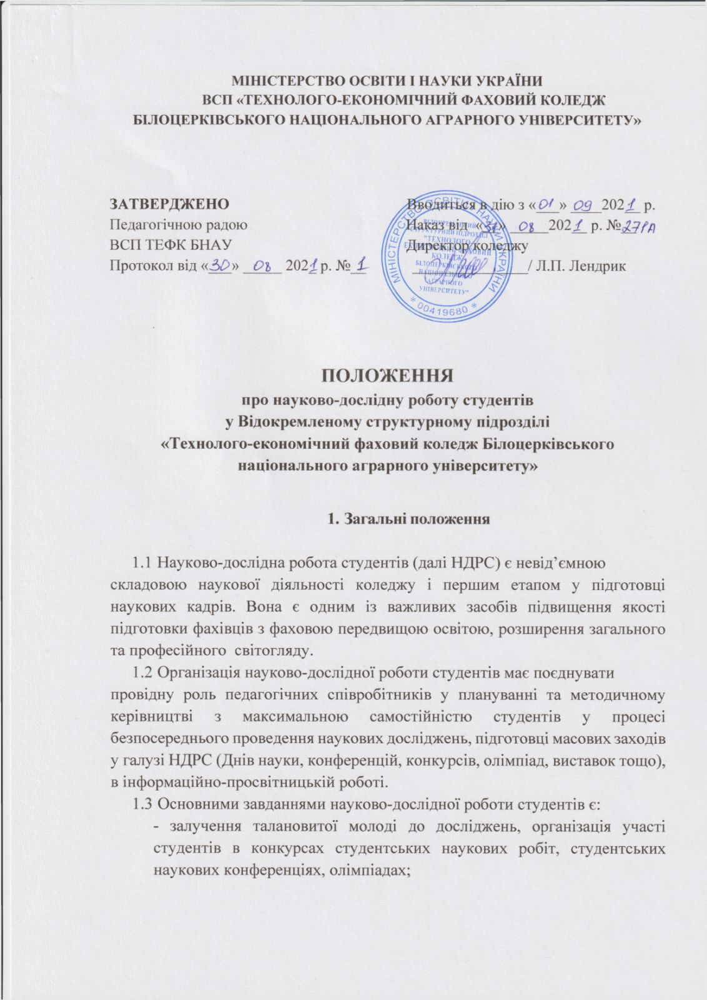 МІНІСТЕРСТВО ОСВІТИ І НАУКИ УКРАЇНИ
ВСП «ТЕХНОЛОГО-ЕКОНОМІЧНИЙ ФАХОВИЙ КОЛЕДЖ
БІЛОЦЕРКІВСЬКОГО НАЦІОНАЛЬНОГО АГРАРНОГО УНІВЕРСИТЕТУ»
ЗАТВЕРДЖЕНО
Педагогічною радою
ВСП ТЕФК БНАУ
Протокол від «30» 08 2021 р. № 1
Вводиться в дію з «01» 09 2021 р.
Наказ від «31» 08 2021 р. № 271А
Директор коледжу
/ Л.П. Лендрик
МІНІСТЕРСТВО ОСВІТИ І НАУКИ УКРАЇНИ
* 00419680 *
ВІДОКРЕМЛЕНИЙ
СТРУКТУРНИЙ ПІДРОЗДІЛ
"ТЕХНОЛОГО-
ЕКОНОМІЧНИЙ ФАХОВИЙ
КОЛЕДЖ
БІЛОЦЕРКІВСЬКОГО
НАЦІОНАЛЬНОГО
АГРАРНОГО
УНІВЕРСИТЕТУ"
ПОЛОЖЕННЯ
про науково-дослідну роботу студентів
у Відокремленому структурному підрозділі
«Технолого-економічний фаховий коледж Білоцерківського
національного аграрного університету»
1. Загальні положення
1.1 Науково-дослідна робота студентів (далі НДРС) є невід’ємною
складовою наукової діяльності коледжу і першим етапом у підготовці
наукових кадрів. Вона є одним із важливих засобів підвищення якості
підготовки фахівців з фаховою передвищою освітою, розширення загального
та професійного світогляду.
1.2 Організація науково-дослідної роботи студентів має поєднувати
провідну роль педагогічних співробітників у плануванні та методичному
керівництві з максимальною самостійністю студентів у процесі
безпосереднього проведення наукових досліджень, підготовці масових заходів
у галузі НДРС (Днів науки, конференцій, конкурсів, олімпіад, виставок тощо),
в інформаційно-просвітницькій роботі.
1.3 Основними завданнями науково-дослідної роботи студентів є:
- залучення талановитої молоді до досліджень, організація участі
студентів в конкурсах студентських наукових робіт, студентських
наукових конференціях, олімпіадах;